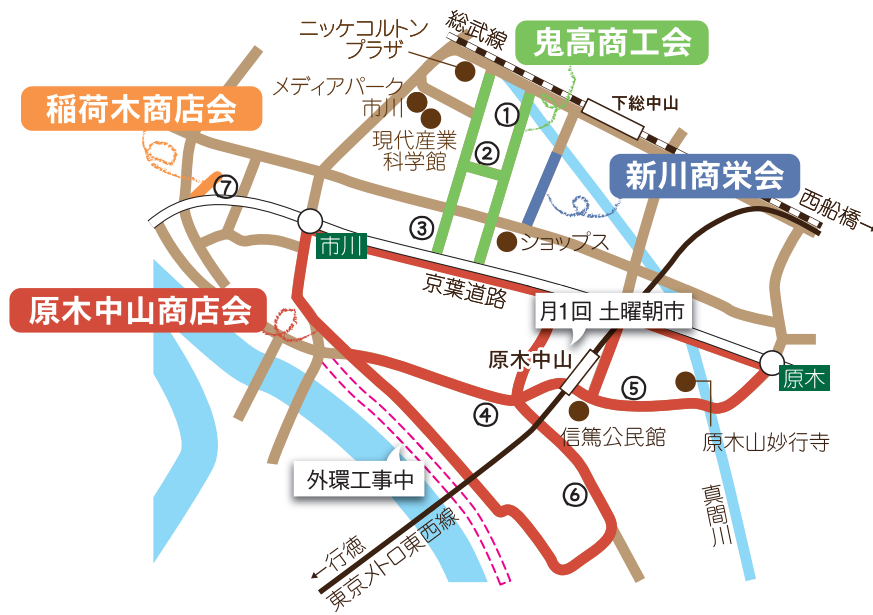 ニッケコルトン
プラザ
総武線
鬼高商工会
メディアパーク
市川
下総中山
稲荷木商店会
①
現代産業
科学館
②
新川商栄会
⑦
西船橋→
③
ショップス
市川
京葉道路
原木中山商店会
月1回 土曜朝市
原木中山
原木
⑤
④
信篤公民館
原木山妙行寺
外環工事中
⑥
真間川
←行徳
東京メトロ東西線